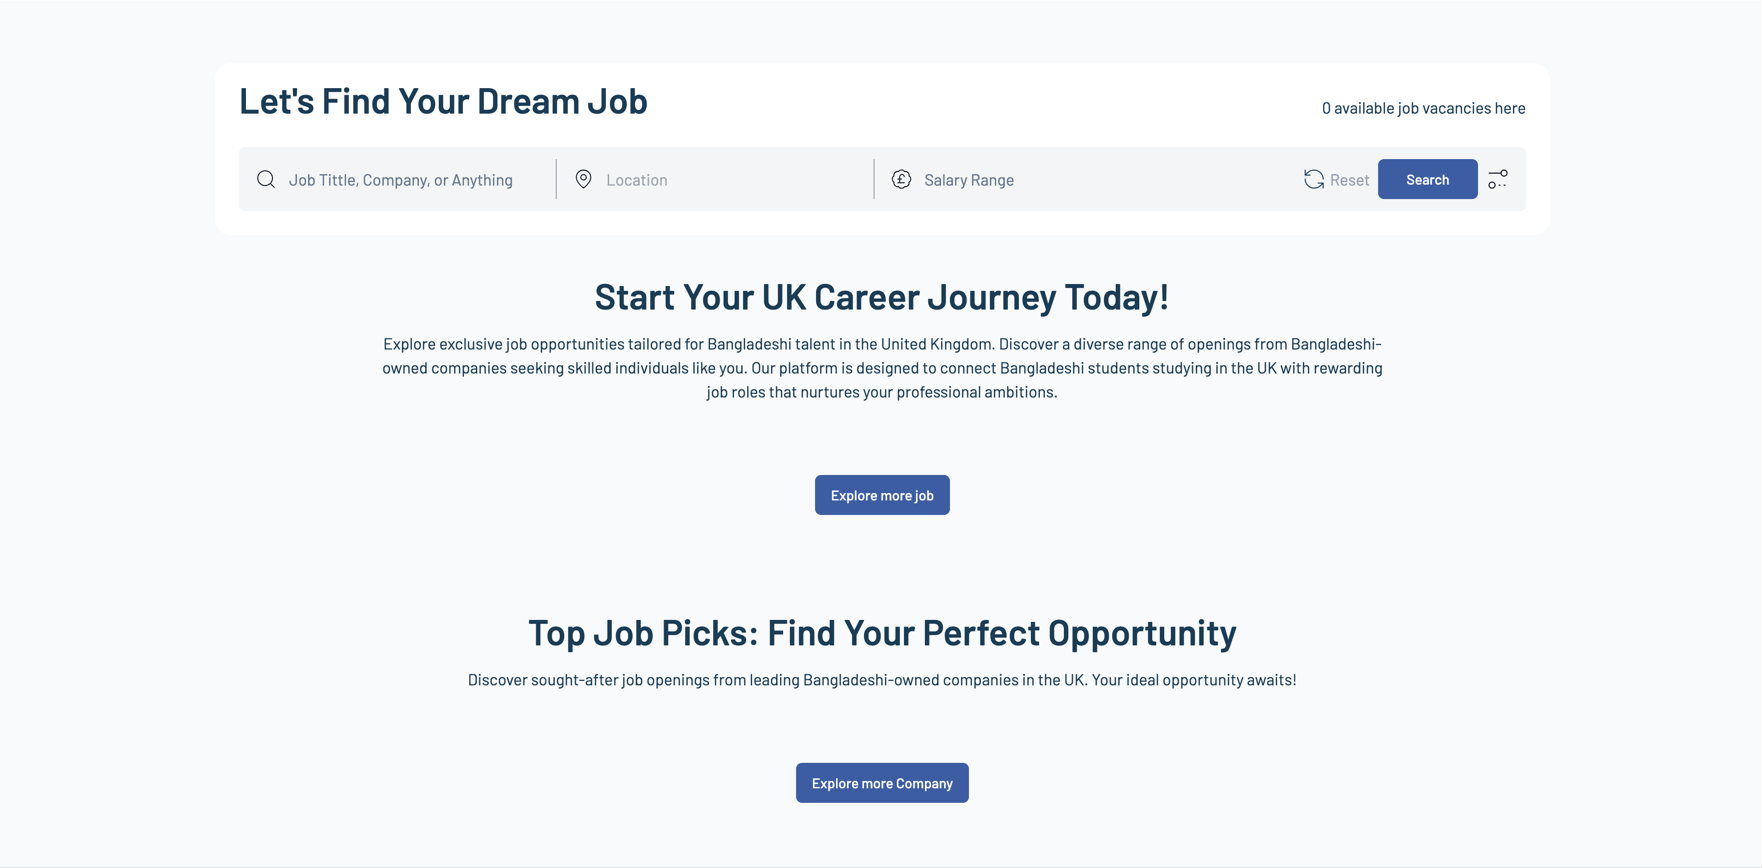 Let's Find Your Dream Job
0 available job vacancies here
Job Tittle, Company, or Anything
Location
£
Salary Range
Reset
Search
Start Your UK Career Journey Today!
Explore exclusive job opportunities tailored for Bangladeshi talent in the United Kingdom. Discover a diverse range of openings from Bangladeshi-
owned companies seeking skilled individuals like you. Our platform is designed to connect Bangladeshi students studying in the UK with rewarding
job roles that nurtures your professional ambitions.
Explore more job
Top Job Picks: Find Your Perfect Opportunity
Discover sought-after job openings from leading Bangladeshi-owned companies in the UK. Your ideal opportunity awaits!
Explore more Company